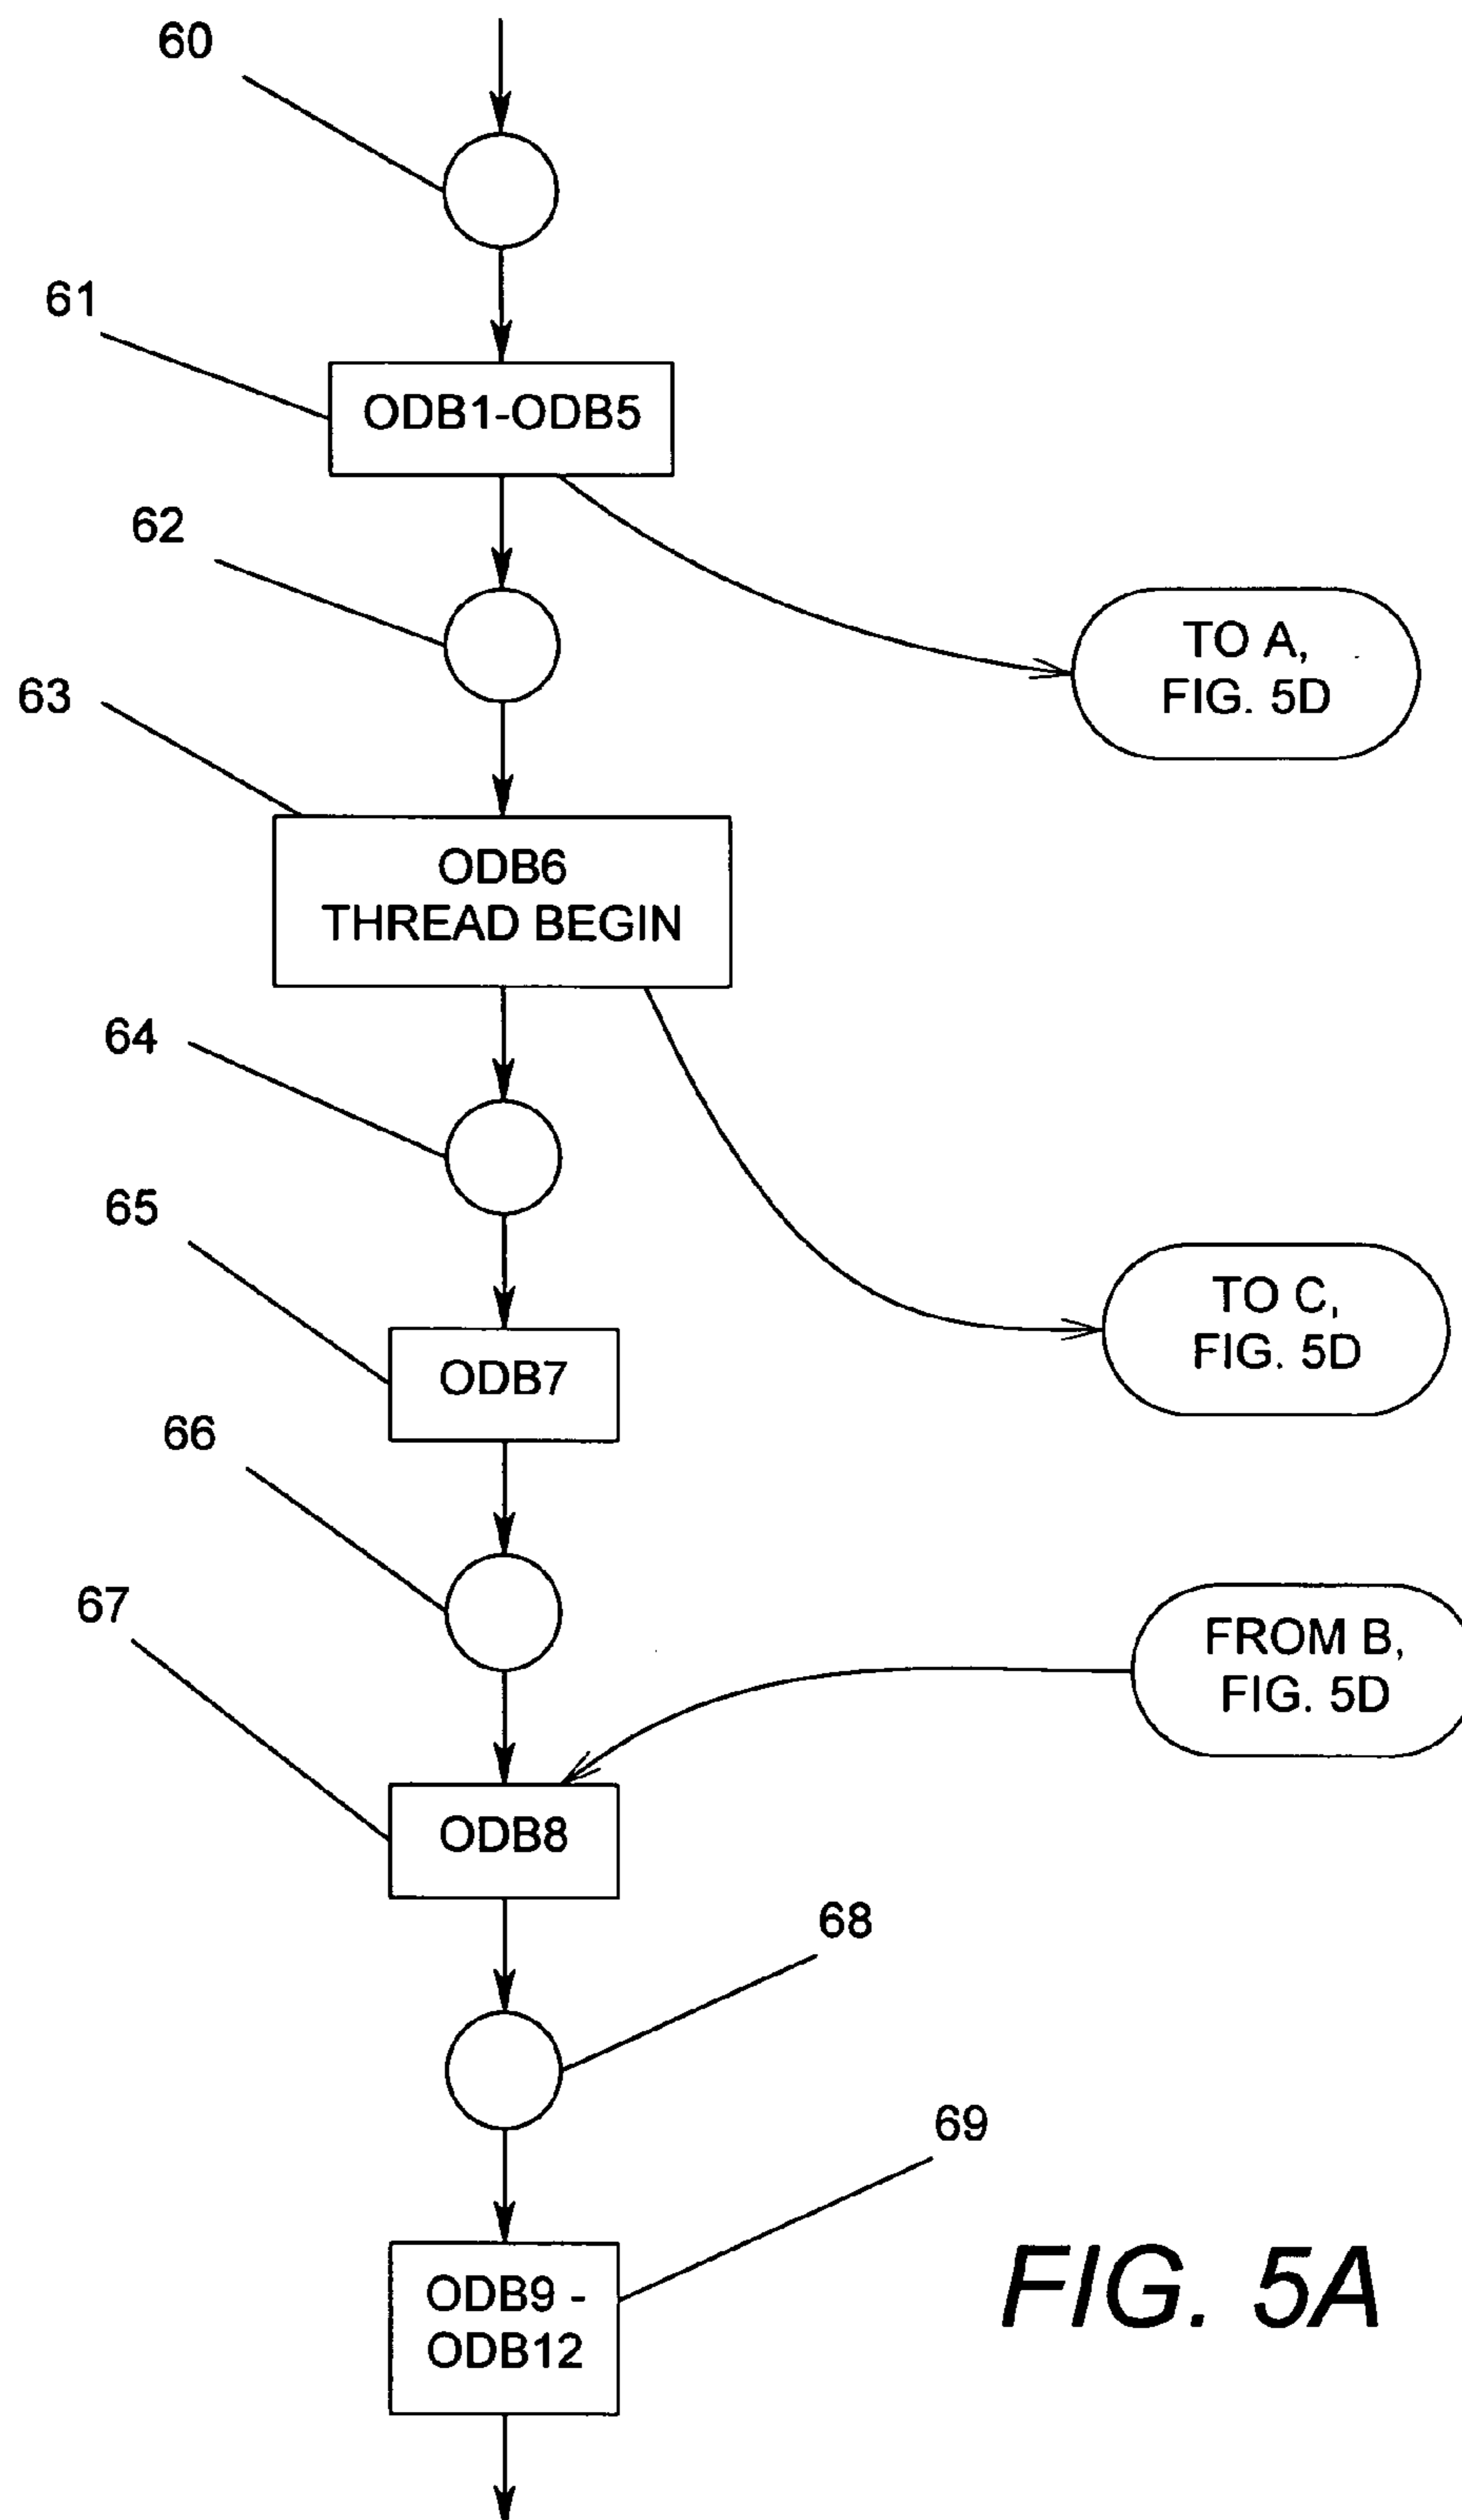 60
61
ODB1-ODB5
62
TO A,
FIG. 5D
63
ODB6
THREAD BEGIN
64
65
TO C,
FIG. 5D
ODB7
66
67
FROM B,
FIG. 5D
ODB8
68
69
ODB9 -
ODB12
FIG. 5A